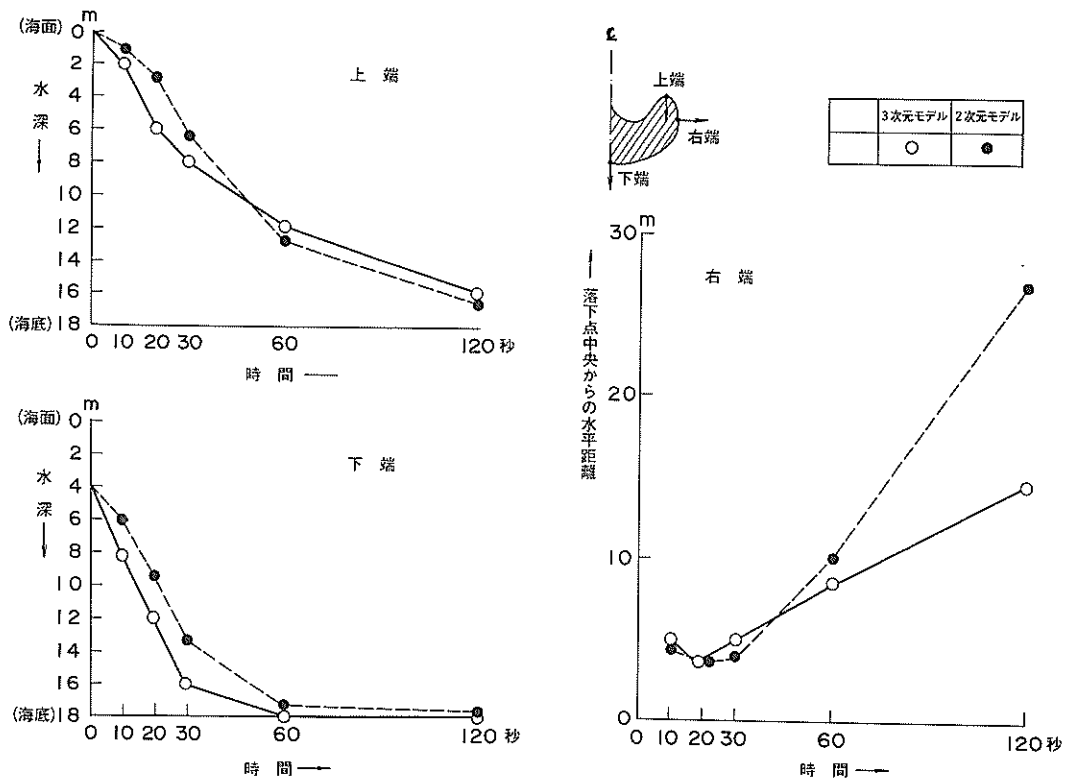 m
(海面) 0
2
4
6
8
10
12
14
16
(海底) 18
水深
上端
0 10 20 30 60 120 秒
時間
m
(海面) 0
2
4
6
8
10
12
14
16
(海底) 18
水深
下端
0 10 20 30 60 120 秒
時間
℄
上端
右端
下端
3次元モデル 2次元モデル
m
30
20
10
0
落下点中央からの水平距離
右端
0 10 20 30 60 120 秒
時間